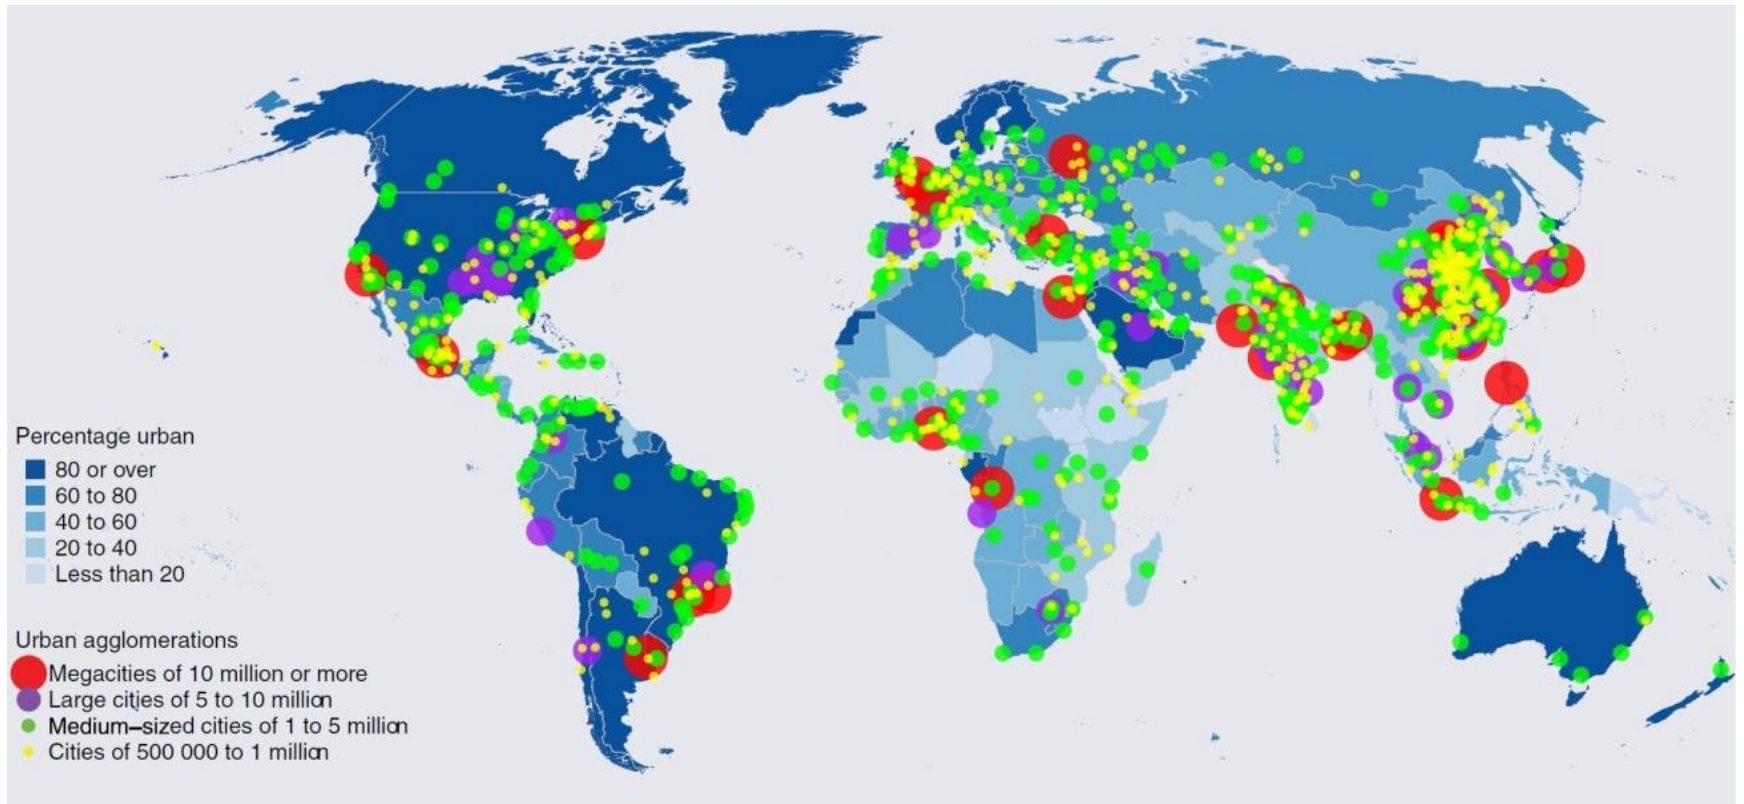 Percentage urban
80 or over
60 to 80
40 to 60
20 to 40
Less than 20
Urban agglomerations
Megacities of 10 million or more
Large cities of 5 to 10 million
Medium–sized cities of 1 to 5 million
Cities of 500 000 to 1 million